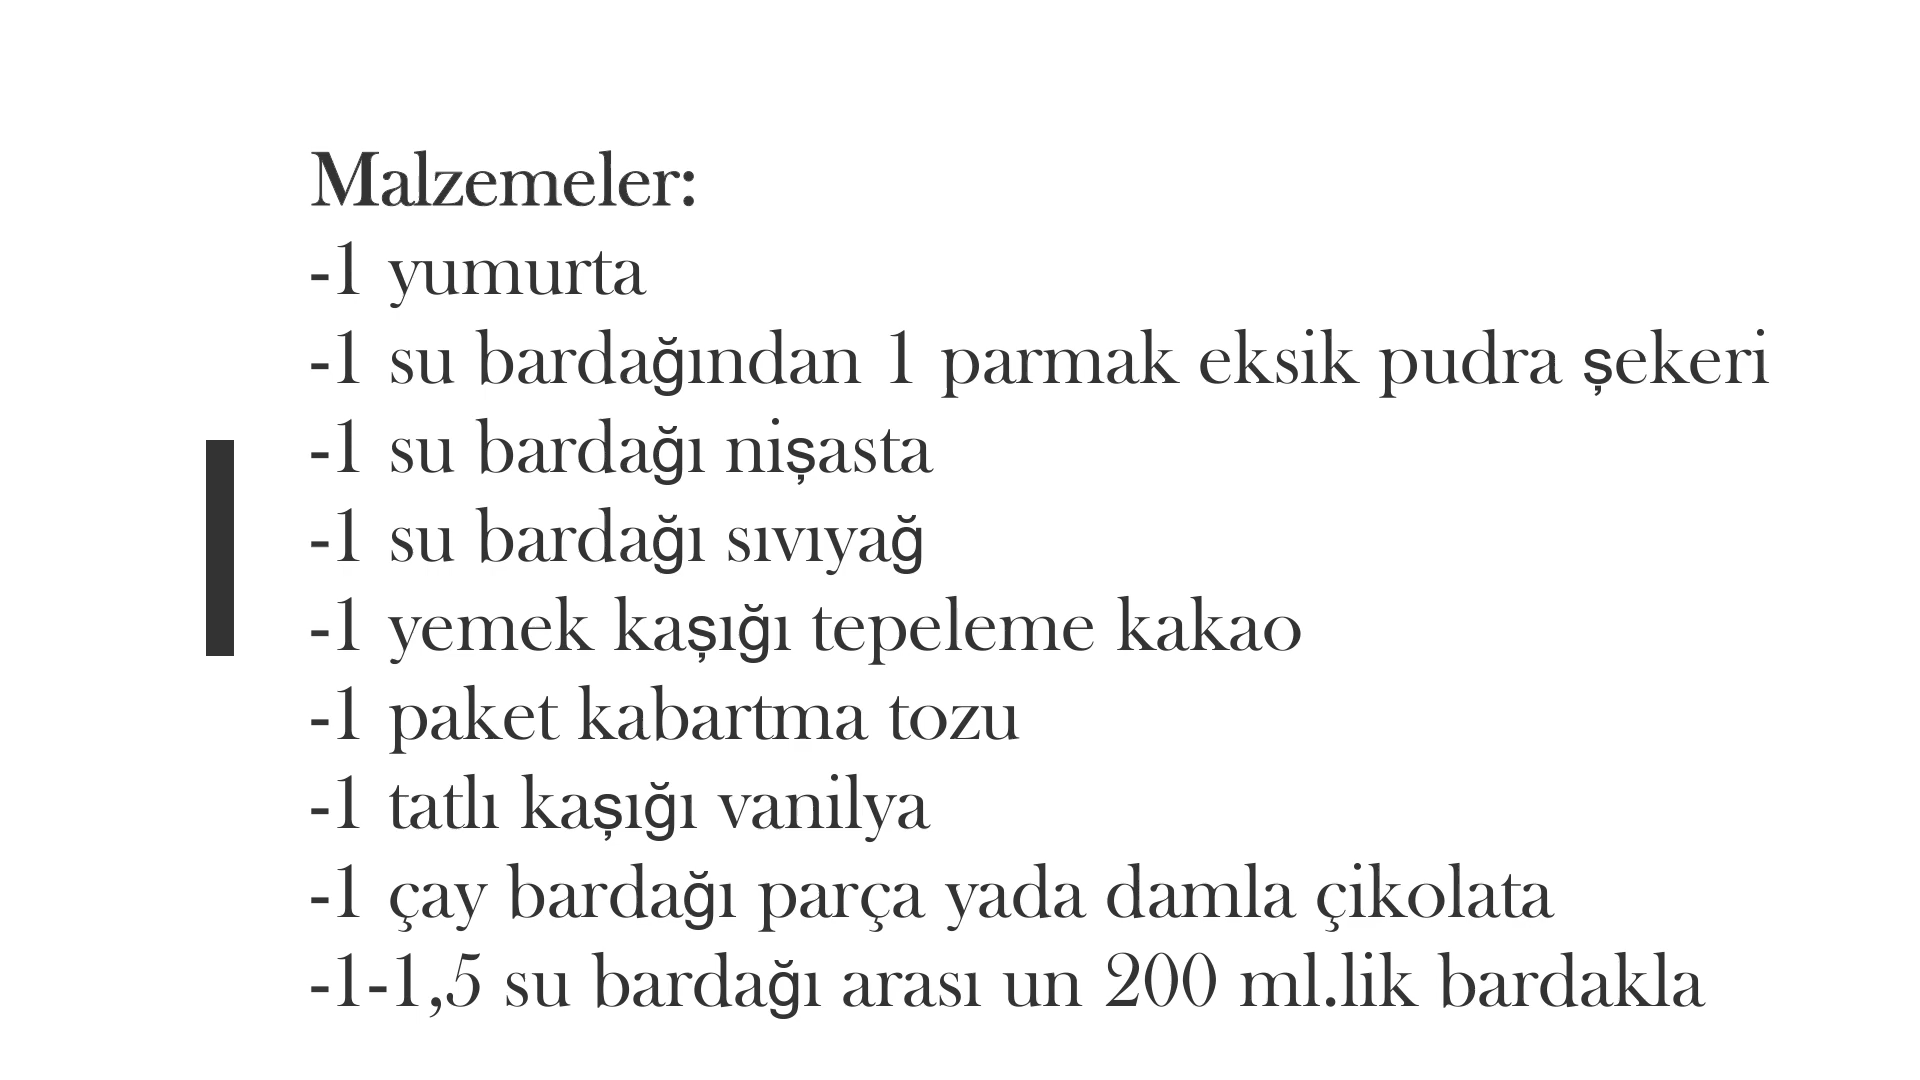 Malzemeler:
-1 yumurta
-1 su bardağından 1 parmak eksik pudra şekeri
-1 su bardağı nişasta
-1 su bardağı sıvıyağ
-1 yemek kaşığı tepeleme kakao
-1 paket kabartma tozu
-1 tatlı kaşığı vanilya
-1 çay bardağı parça yada damla çikolata
-1-1,5 su bardağı arası un 200 ml.lik bardakla